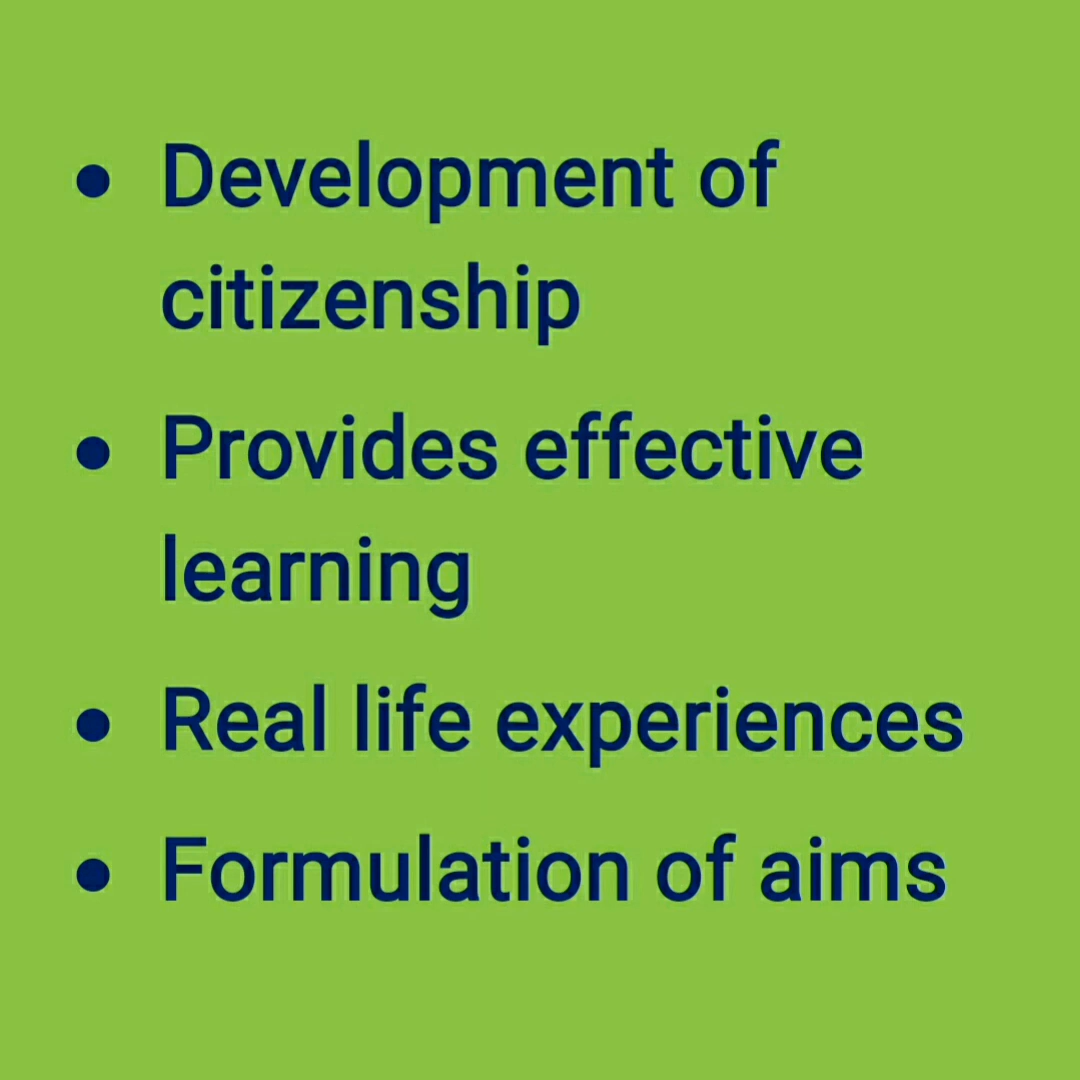 • Development of
citizenship
• Provides effective
learning
• Real life experiences
• Formulation of aims